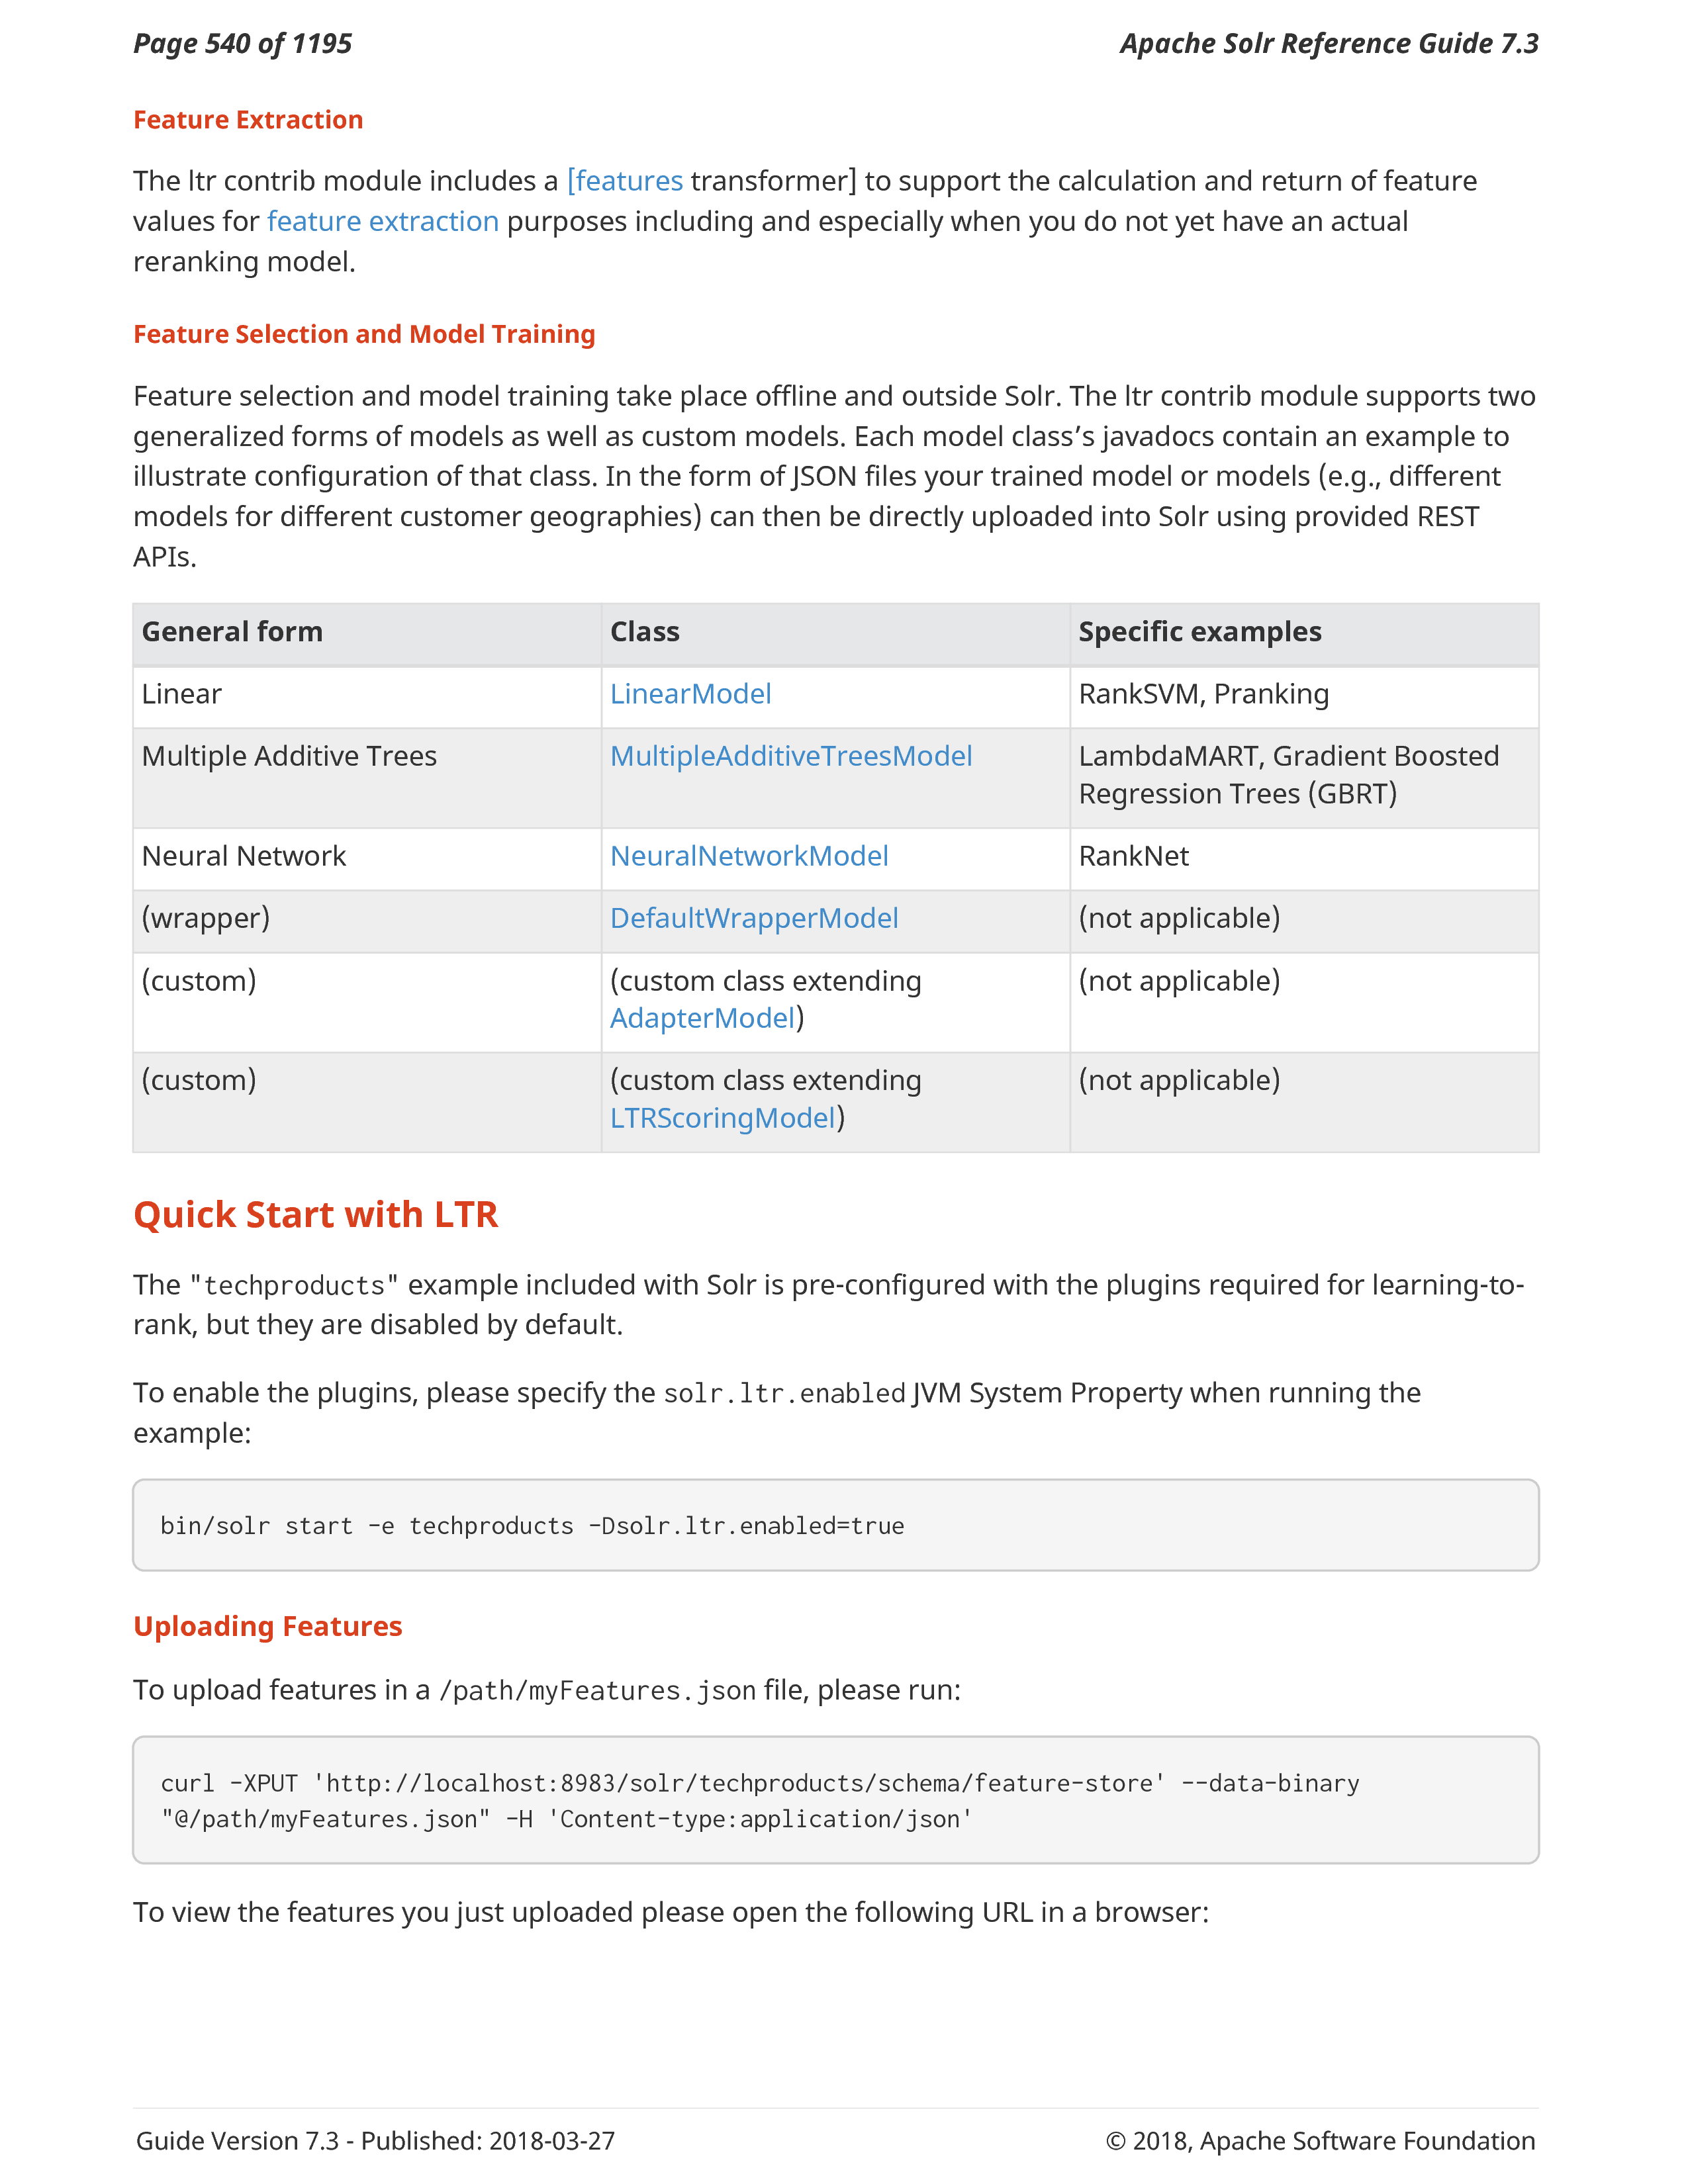 Page 540 of 1195
Apache Solr Reference Guide 7.3
Feature Extraction
The ltr contrib module includes a [features transformer] to support the calculation and return of feature
values for feature extraction purposes including and especially when you do not yet have an actual
reranking model.
Feature Selection and Model Training
Feature selection and model training take place offline and outside Solr. The ltr contrib module supports two
generalized forms of models as well as custom models. Each model class’s javadocs contain an example to
illustrate configuration of that class. In the form of JSON files your trained model or models (e.g., different
models for different customer geographies) can then be directly uploaded into Solr using provided REST
APIs.
General form Class Specific examples
Linear LinearModel RankSVM, Pranking
Multiple Additive Trees MultipleAdditiveTreesModel LambdaMART, Gradient Boosted
Regression Trees (GBRT)
Neural Network NeuralNetworkModel RankNet
(wrapper) DefaultWrapperModel (not applicable)
(custom) (custom class extending (not applicable)
AdapterModel)
(custom) (custom class extending (not applicable)
LTRScoringModel)
Quick Start with LTR
The "techproducts" example included with Solr is pre-configured with the plugins required for learning-to-
rank, but they are disabled by default.
To enable the plugins, please specify the solr.ltr.enabled JVM System Property when running the
example:
bin/solr start -e techproducts -Dsolr.ltr.enabled=true
Uploading Features
To upload features in a /path/myFeatures.json file, please run:
curl -XPUT 'http://localhost:8983/solr/techproducts/schema/feature-store' --data-binary
"@/path/myFeatures.json" -H 'Content-type:application/json'
To view the features you just uploaded please open the following URL in a browser:
Guide Version 7.3 - Published: 2018-03-27
© 2018, Apache Software Foundation